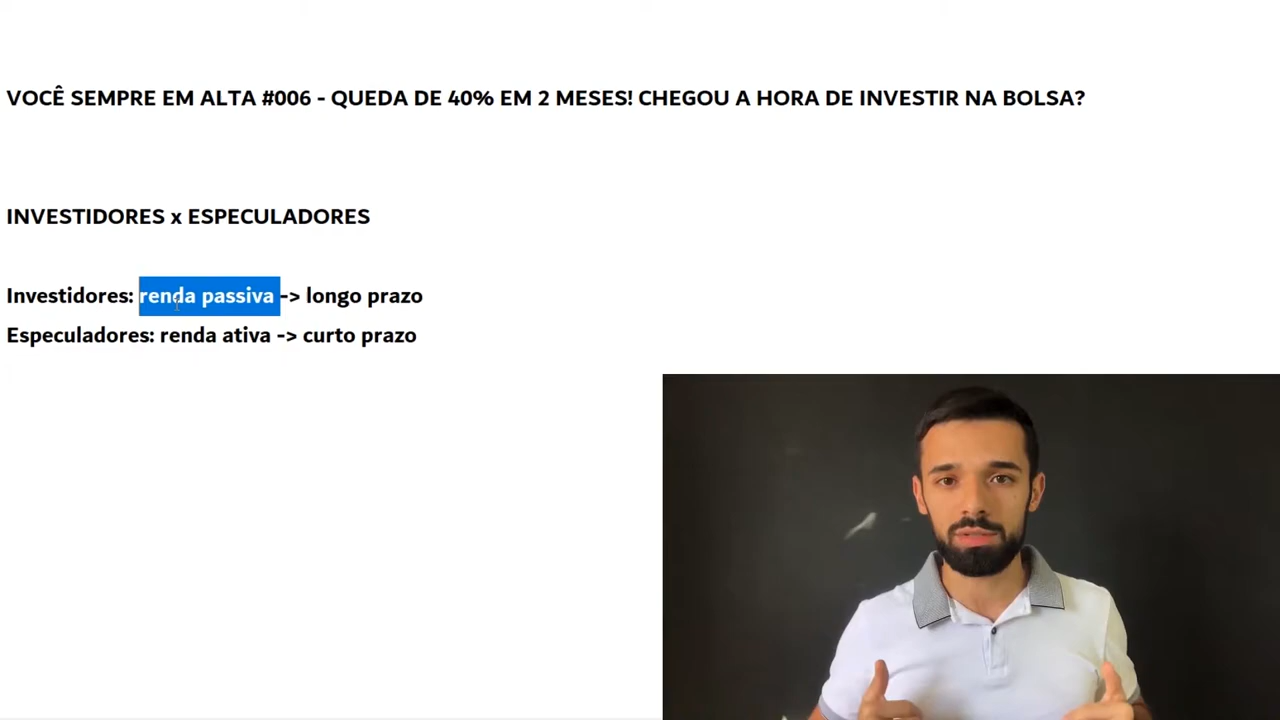 VOCÊ SEMPRE EM ALTA #006 - QUEDA DE 40% EM 2 MESES! CHEGOU A HORA DE INVESTIR NA BOLSA?
INVESTIDORES x ESPECULADORES
Investidores: renda passiva -> longo prazo
Especuladores: renda ativa -> curto prazo